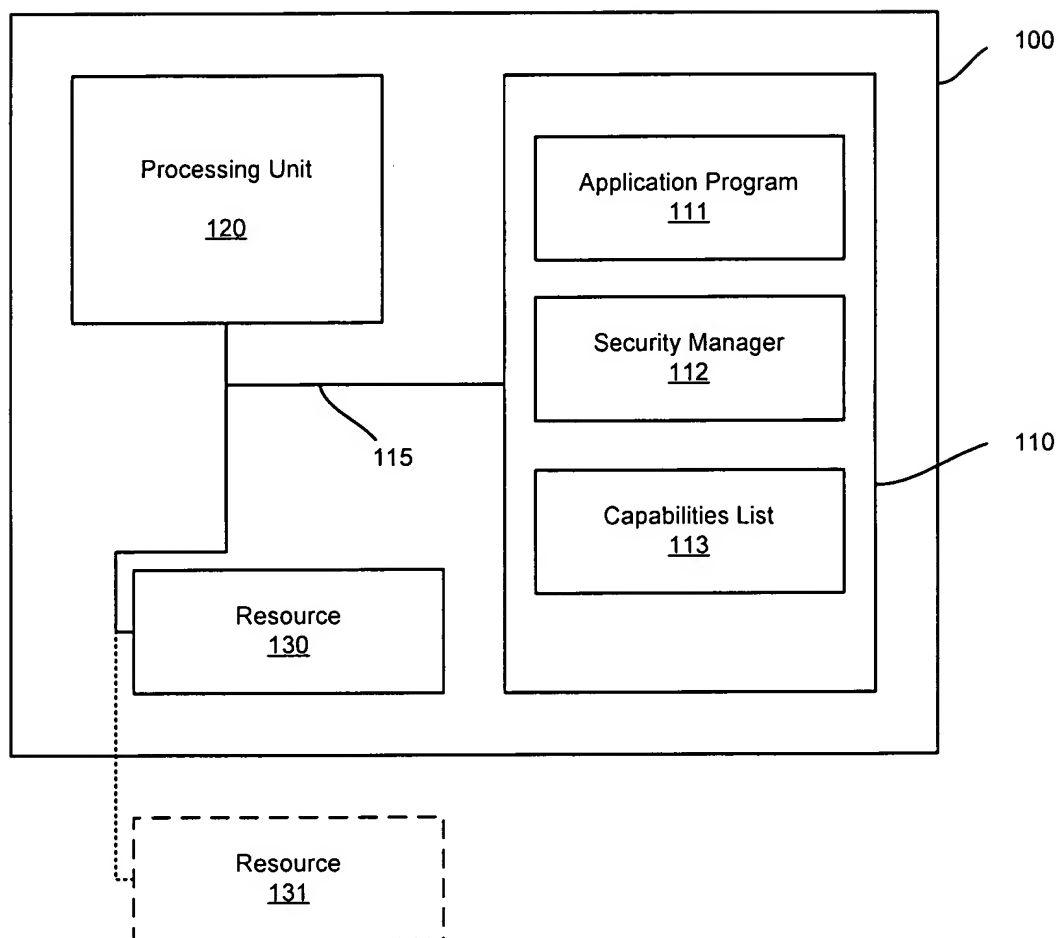 100
Processing Unit
120
Application Program
111
Security Manager
112
115
110
Capabilities List
113
Resource
130
Resource
131